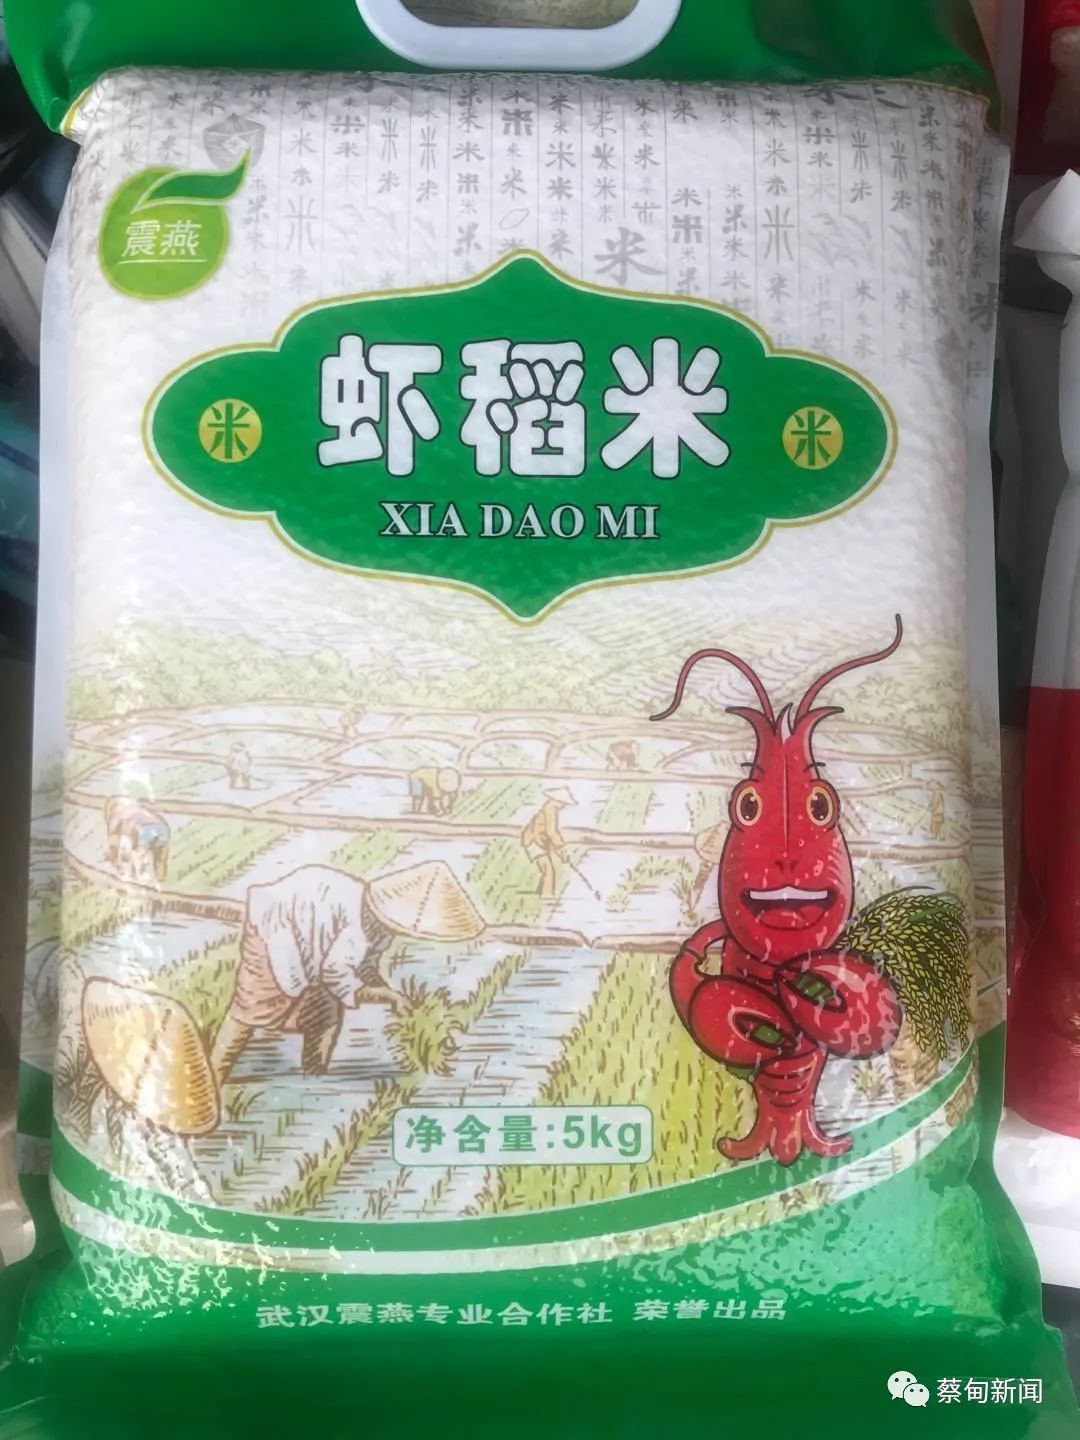 震燕
虾稻米
米
米
XIA DAO MI
净含量:5kg
武汉震燕专业合作社 荣誉出品
蔡甸新闻